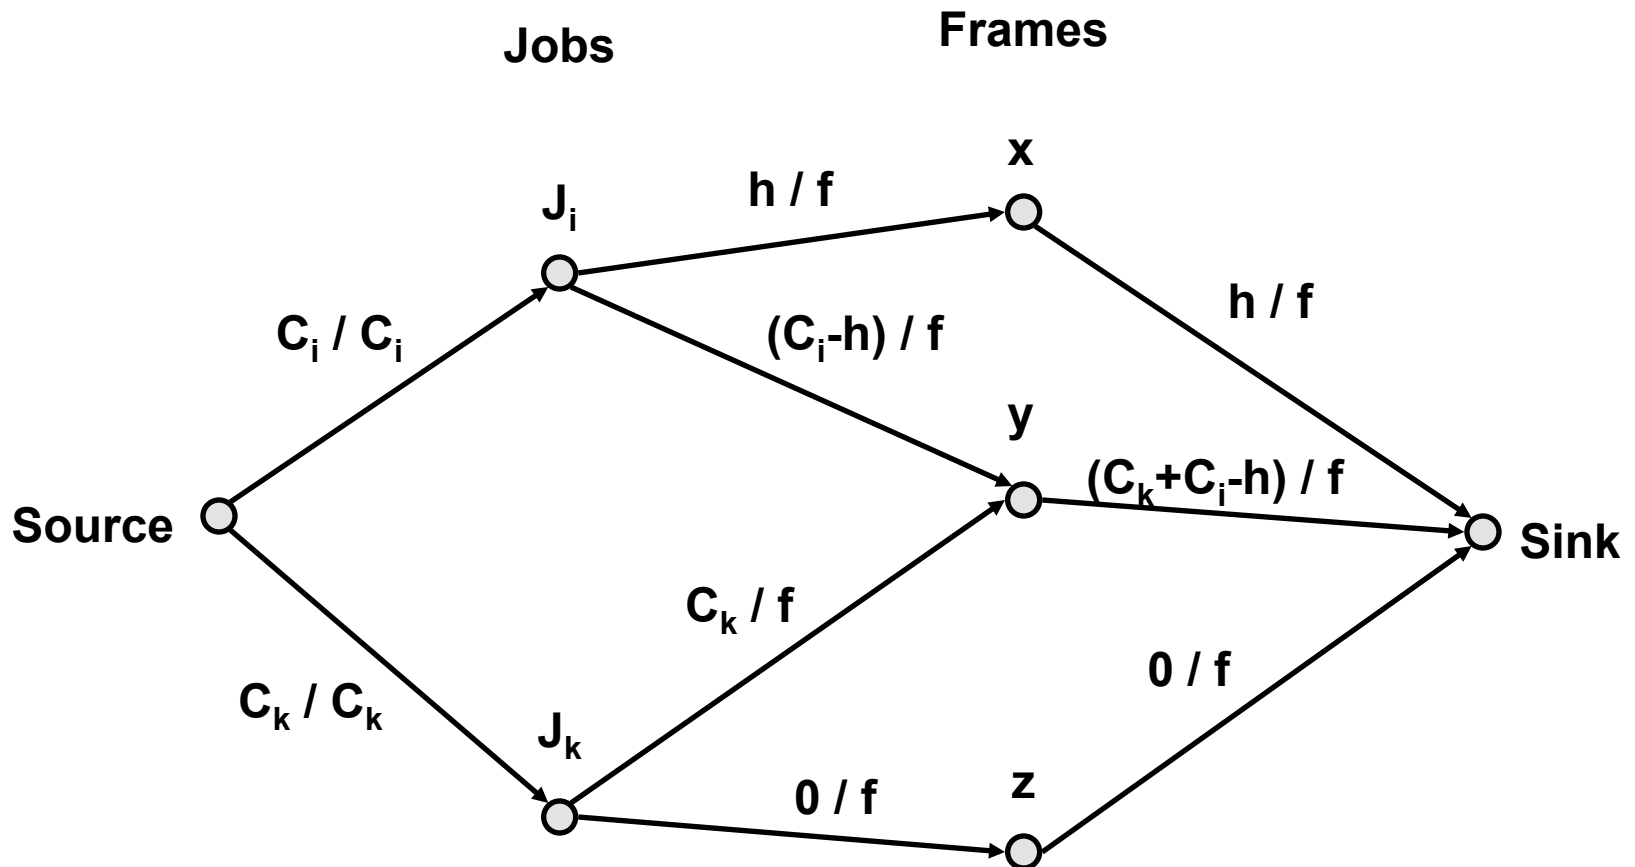 Jobs
Frames
x
h / f
Jᵢ
h / f
Cᵢ / Cᵢ
(Cᵢ-h) / f
y
(Cₖ+Cᵢ-h) / f
Source
Sink
Cₖ / f
0 / f
Cₖ / Cₖ
Jₖ
z
0 / f